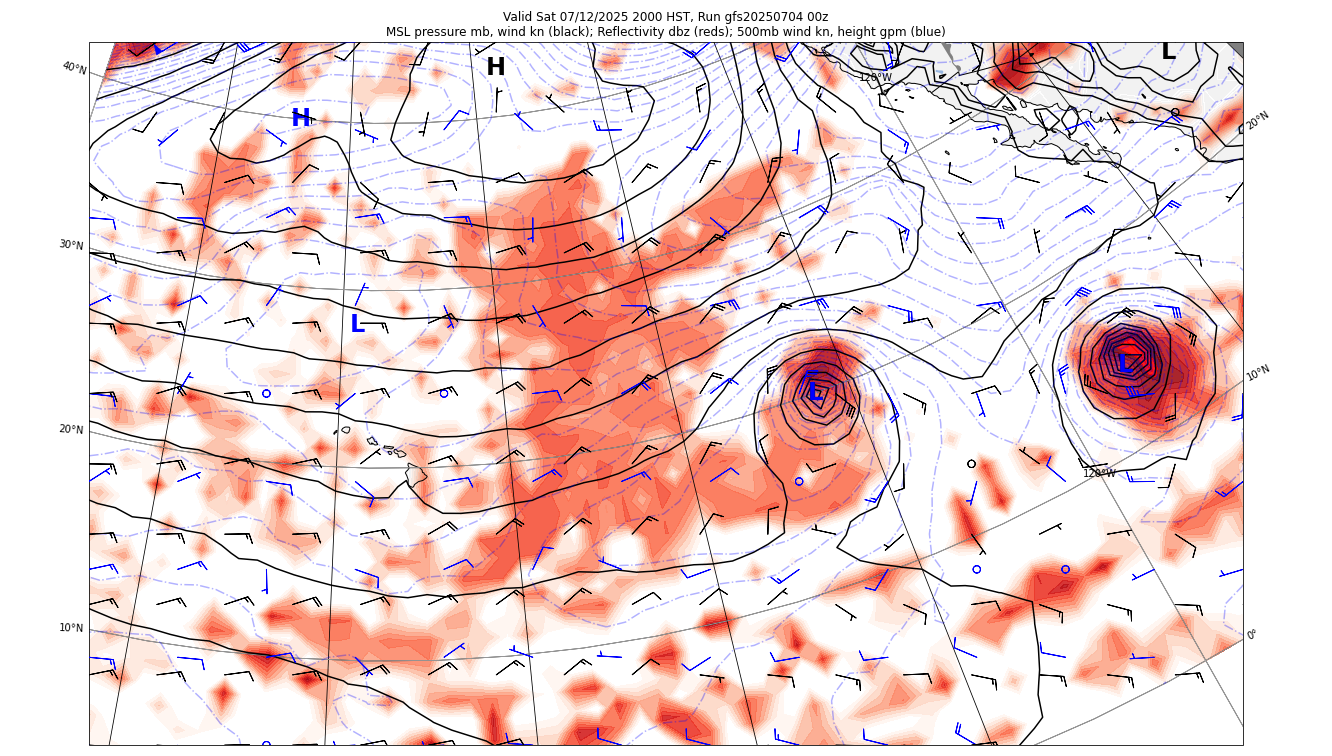 Valid Sat 07/12/2025 2000 HST, Run gfs20250704 00z
MSL pressure mb, wind kn (black); Reflectivity dbz (reds); 500mb wind kn, height gpm (blue)
L
H
40°N
120°W
H
20°N
30°N
L
L
10°N
L
20°N
120°W
10°N
0°